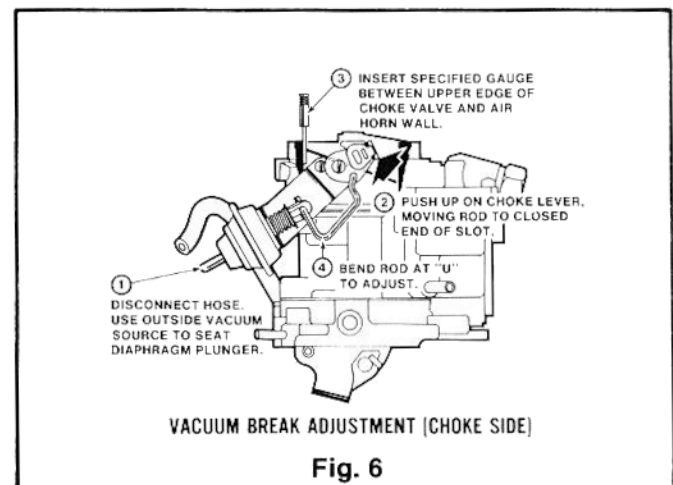 3 INSERT SPECIFIED GAUGE
BETWEEN UPPER EDGE OF
CHOKE VALVE AND AIR
HORN WALL.
2 PUSH UP ON CHOKE LEVER,
MOVING ROD TO CLOSED
END OF SLOT.
4 BEND ROD AT "U"
TO ADJUST.
1
DISCONNECT HOSE.
USE OUTSIDE VACUUM
SOURCE TO SEAT
DIAPHRAGM PLUNGER.
VACUUM BREAK ADJUSTMENT (CHOKE SIDE)
Fig. 6